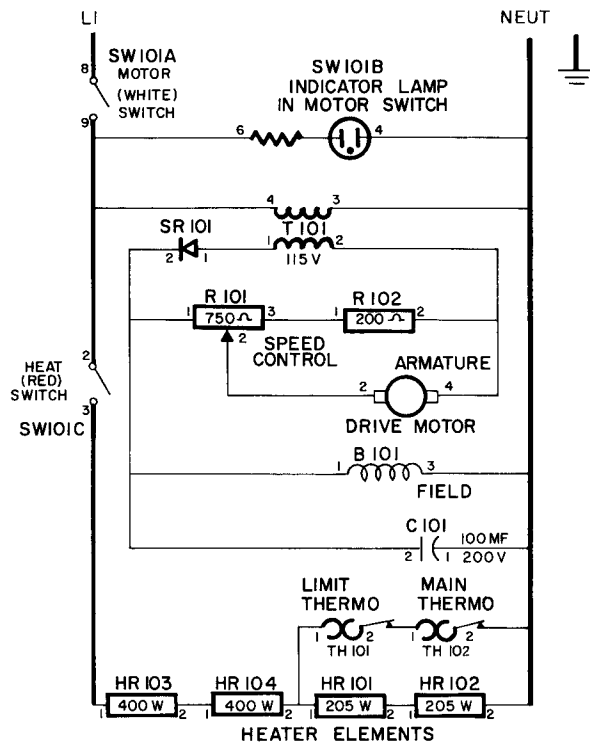 L1 NEUT
SW101A
8 MOTOR
(WHITE)
SWITCH
9
SW101B
INDICATOR LAMP
IN MOTOR SWITCH
6 4
4 3
T101
SR101
2 1 1 2
115V
R101 R102
1 750Ω 3 1 200Ω 2
2
SPEED
CONTROL
HEAT
(RED)
SWITCH
2
3
SW101C
ARMATURE
2 4
DRIVE MOTOR
B101
1 3
FIELD
C101
2 1
100MF
200V
LIMIT
THERMO
MAIN
THERMO
1 2 1 2
TH101 TH102
HR103 HR104 HR101 HR102
1 400W 2 1 400W 2 1 205W 2 1 205W 2
HEATER ELEMENTS